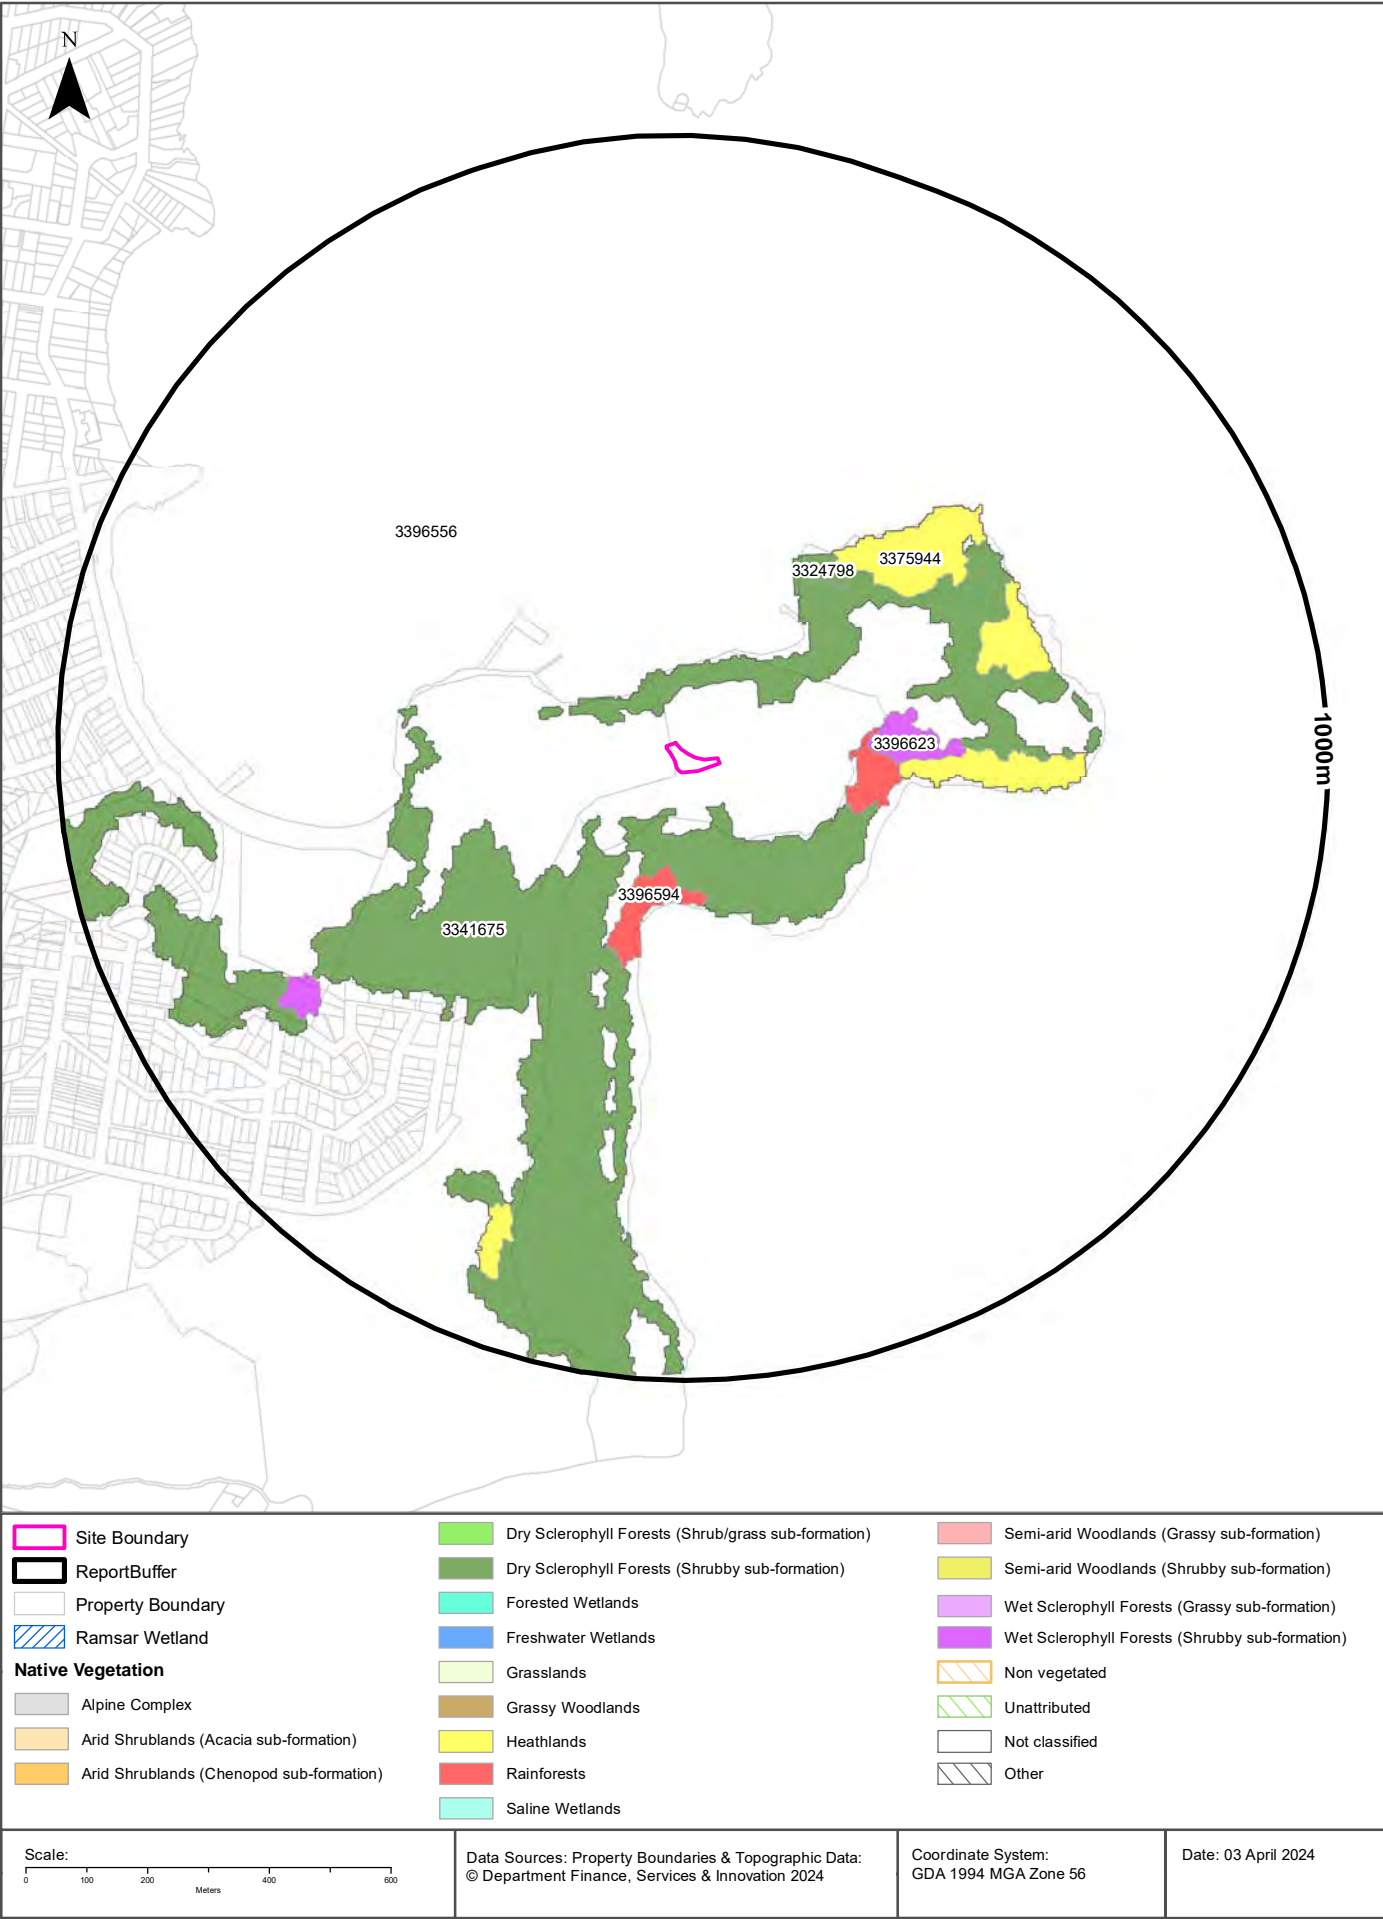 N
3396556
3375944
3324798
1000m
3396623
3396594
3341675
Site Boundary
ReportBuffer
Property Boundary
Ramsar Wetland
Native Vegetation
Alpine Complex
Arid Shrublands (Acacia sub-formation)
Arid Shrublands (Chenopod sub-formation)
Dry Sclerophyll Forests (Shrub/grass sub-formation)
Dry Sclerophyll Forests (Shrubby sub-formation)
Forested Wetlands
Freshwater Wetlands
Grasslands
Grassy Woodlands
Heathlands
Rainforests
Saline Wetlands
Semi-arid Woodlands (Grassy sub-formation)
Semi-arid Woodlands (Shrubby sub-formation)
Wet Sclerophyll Forests (Grassy sub-formation)
Wet Sclerophyll Forests (Shrubby sub-formation)
Non vegetated
Unattributed
Not classified
Other
Scale:
0 100 200 400 600
Meters
Data Sources: Property Boundaries & Topographic Data:
© Department Finance, Services & Innovation 2024
Coordinate System:
GDA 1994 MGA Zone 56
Date: 03 April 2024